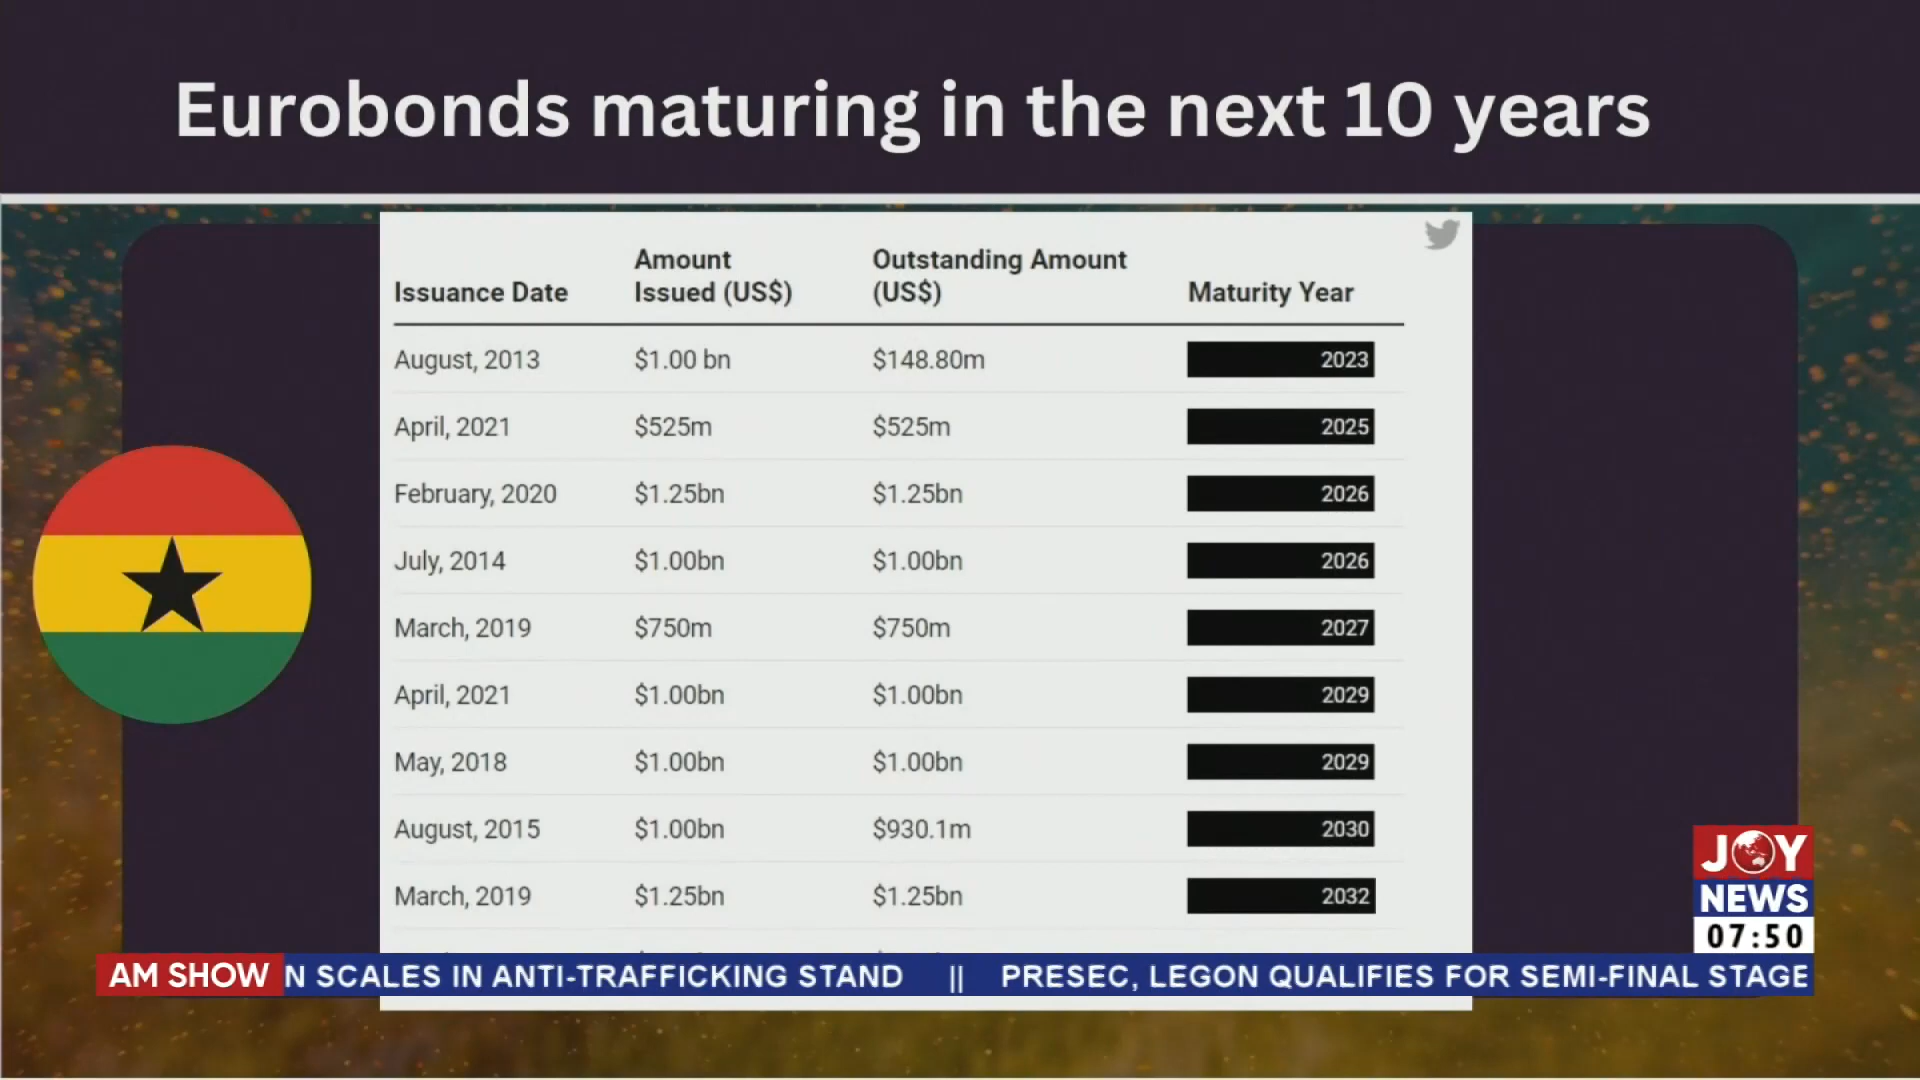 Eurobonds maturing in the next 10 years
Issuance Date Amount Issued (US$) Outstanding Amount (US$) Maturity Year
August, 2013 $1.00 bn $148.80m 2023
April, 2021 $525m $525m 2025
February, 2020 $1.25bn $1.25bn 2026
July, 2014 $1.00bn $1.00bn 2026
March, 2019 $750m $750m 2027
April, 2021 $1.00bn $1.00bn 2029
May, 2018 $1.00bn $1.00bn 2029
August, 2015 $1.00bn $930.1m 2030
March, 2019 $1.25bn $1.25bn 2032
JOY
NEWS
07:50
AM SHOW N SCALES IN ANTI-TRAFFICKING STAND || PRESEC, LEGON QUALIFIES FOR SEMI-FINAL STAGE